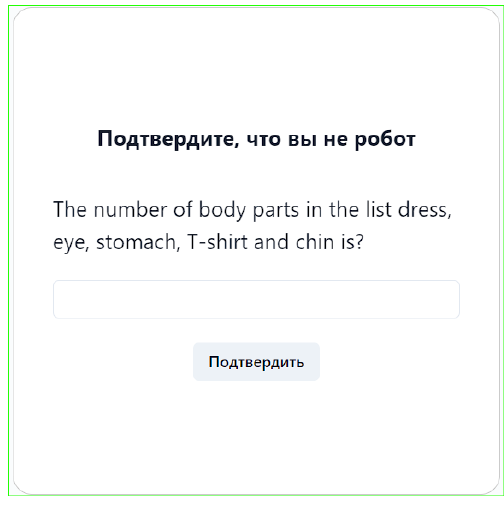 Подтвердите, что вы не робот
The number of body parts in the list dress,
eye, stomach, T-shirt and chin is?
Подтвердить